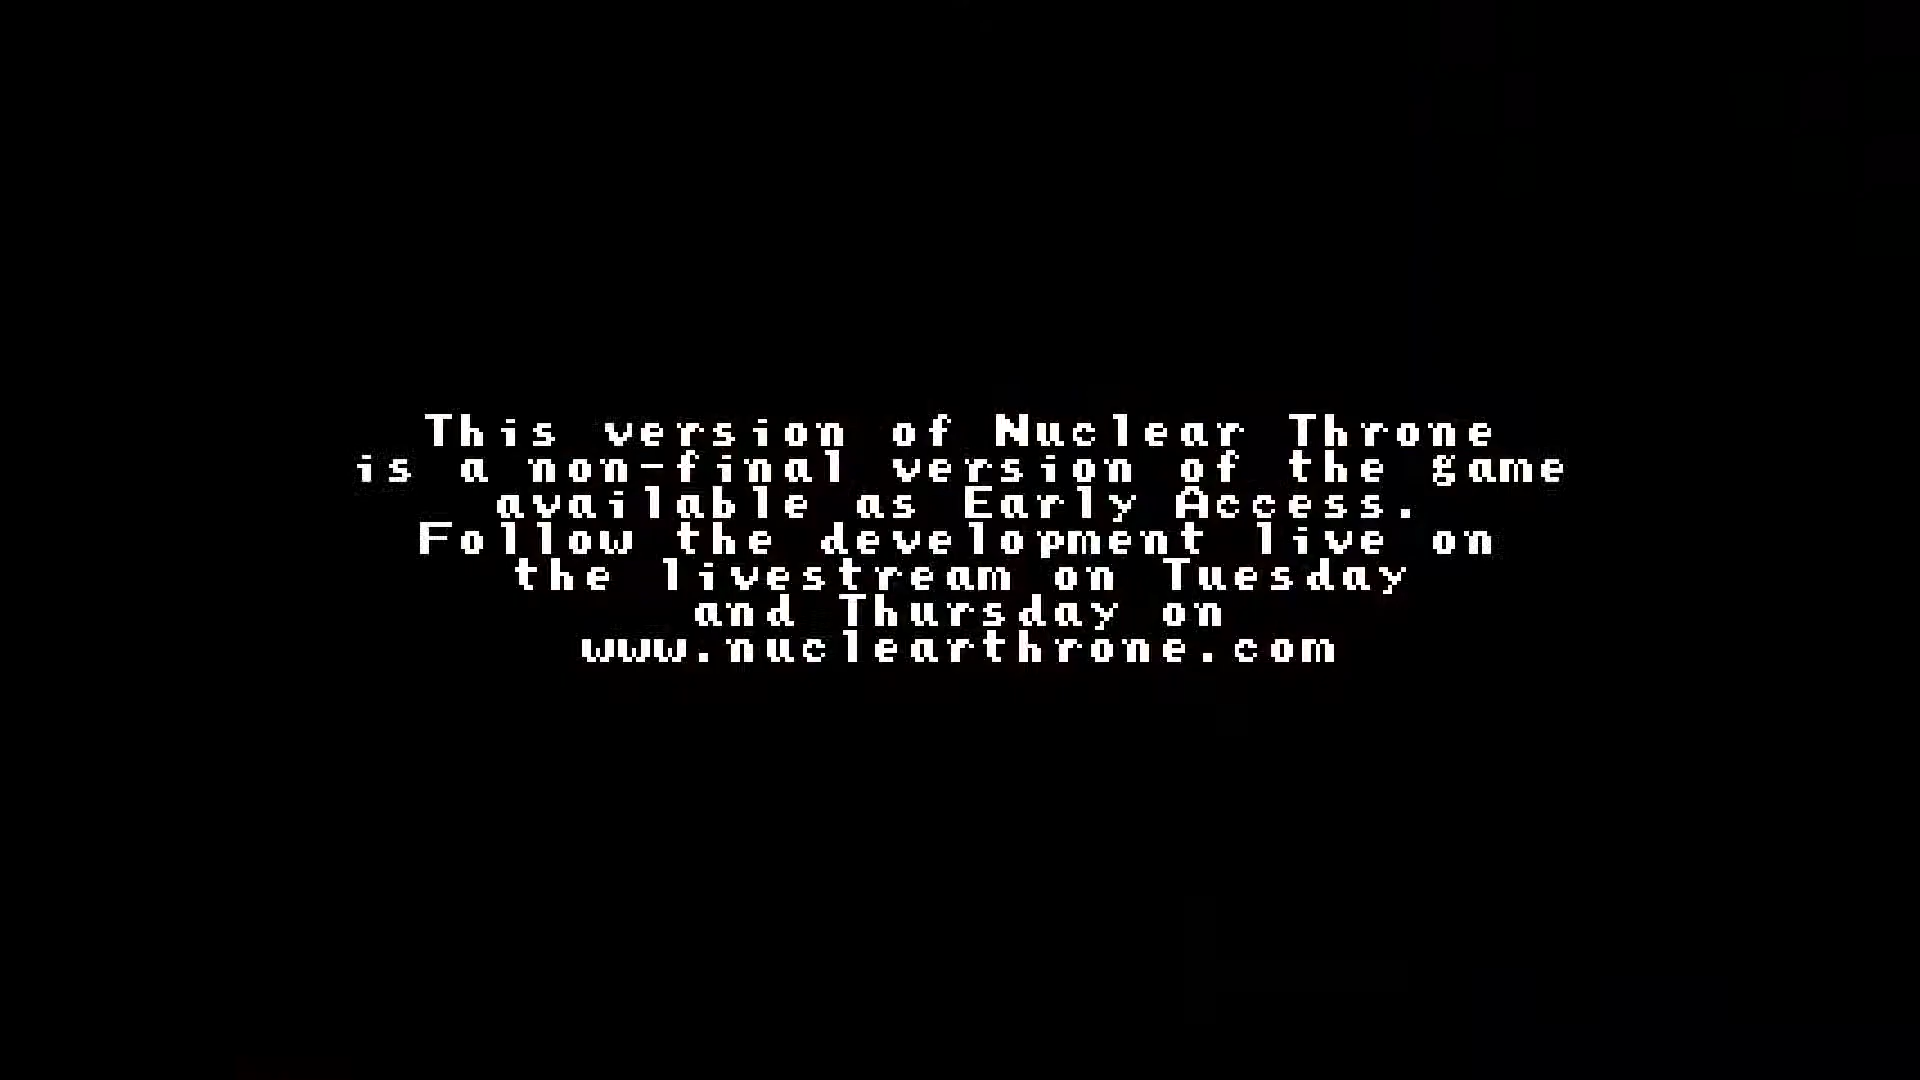 This version of Nuclear Throne
is a non-final version of the game
available as Early Access.
Follow the development live on
the livestream on Tuesday
and Thursday on
www.nuclearthrone.com